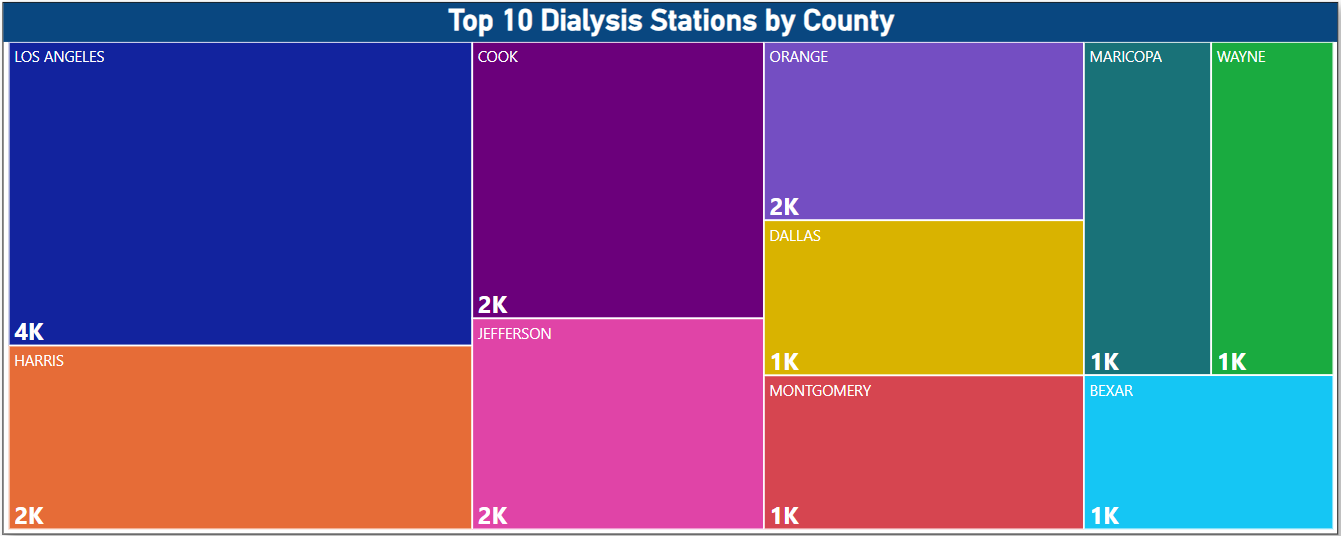 Top 10 Dialysis Stations by County
LOS ANGELES
4K
HARRIS
2K
COOK
2K
JEFFERSON
2K
ORANGE
2K
DALLAS
1K
MONTGOMERY
1K
MARICOPA
1K
WAYNE
1K
BEXAR
1K